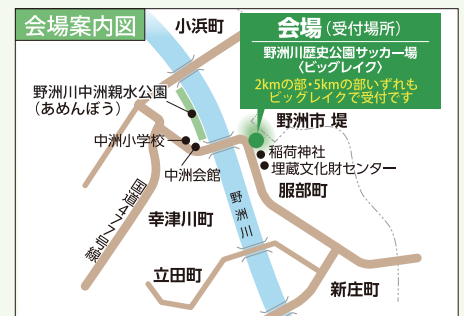 会場案内図
小浜町
会場(受付場所)
野洲川歴史公園サッカー場
〈ビッグレイク〉
2kmの部・5kmの部いずれも
ビッグレイクで受付です
野洲川中洲親水公園
(あめんぼう)
野洲市 堤
中洲小学校
稲荷神社
中洲会館
埋蔵文化財センター
国道477号線
野洲川
服部町
幸津川町
立田町
新庄町